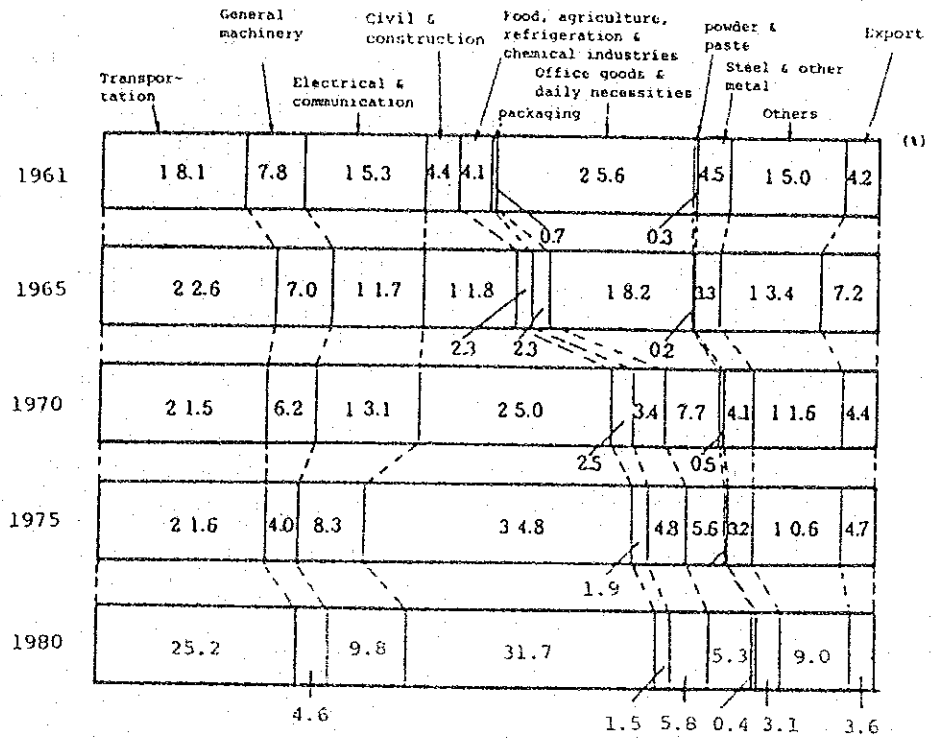 General
machinery
Civil &
construction
Food, agriculture,
refrigeration &
chemical industries
powder &
paste
Export
Transpor-
tation
Electrical &
communication
Office goods &
daily necessities
Steel & other
metal
packaging
Others
(%)
1961 18.1 7.8 15.3 4.4 4.1 25.6 4.5 15.0 4.2
0.7 0.3
1965 22.6 7.0 11.7 11.8 18.2 3.3 13.4 7.2
2.3 2.3 0.2
1970 21.5 6.2 13.1 25.0 3.4 7.7 4.1 11.6 4.4
2.5 0.5
1975 21.6 4.0 8.3 34.8 4.8 5.6 3.2 10.6 4.7
1.9
1980 25.2 9.8 31.7 5.3 9.0
4.6 1.5 5.8 0.4 3.1 3.6